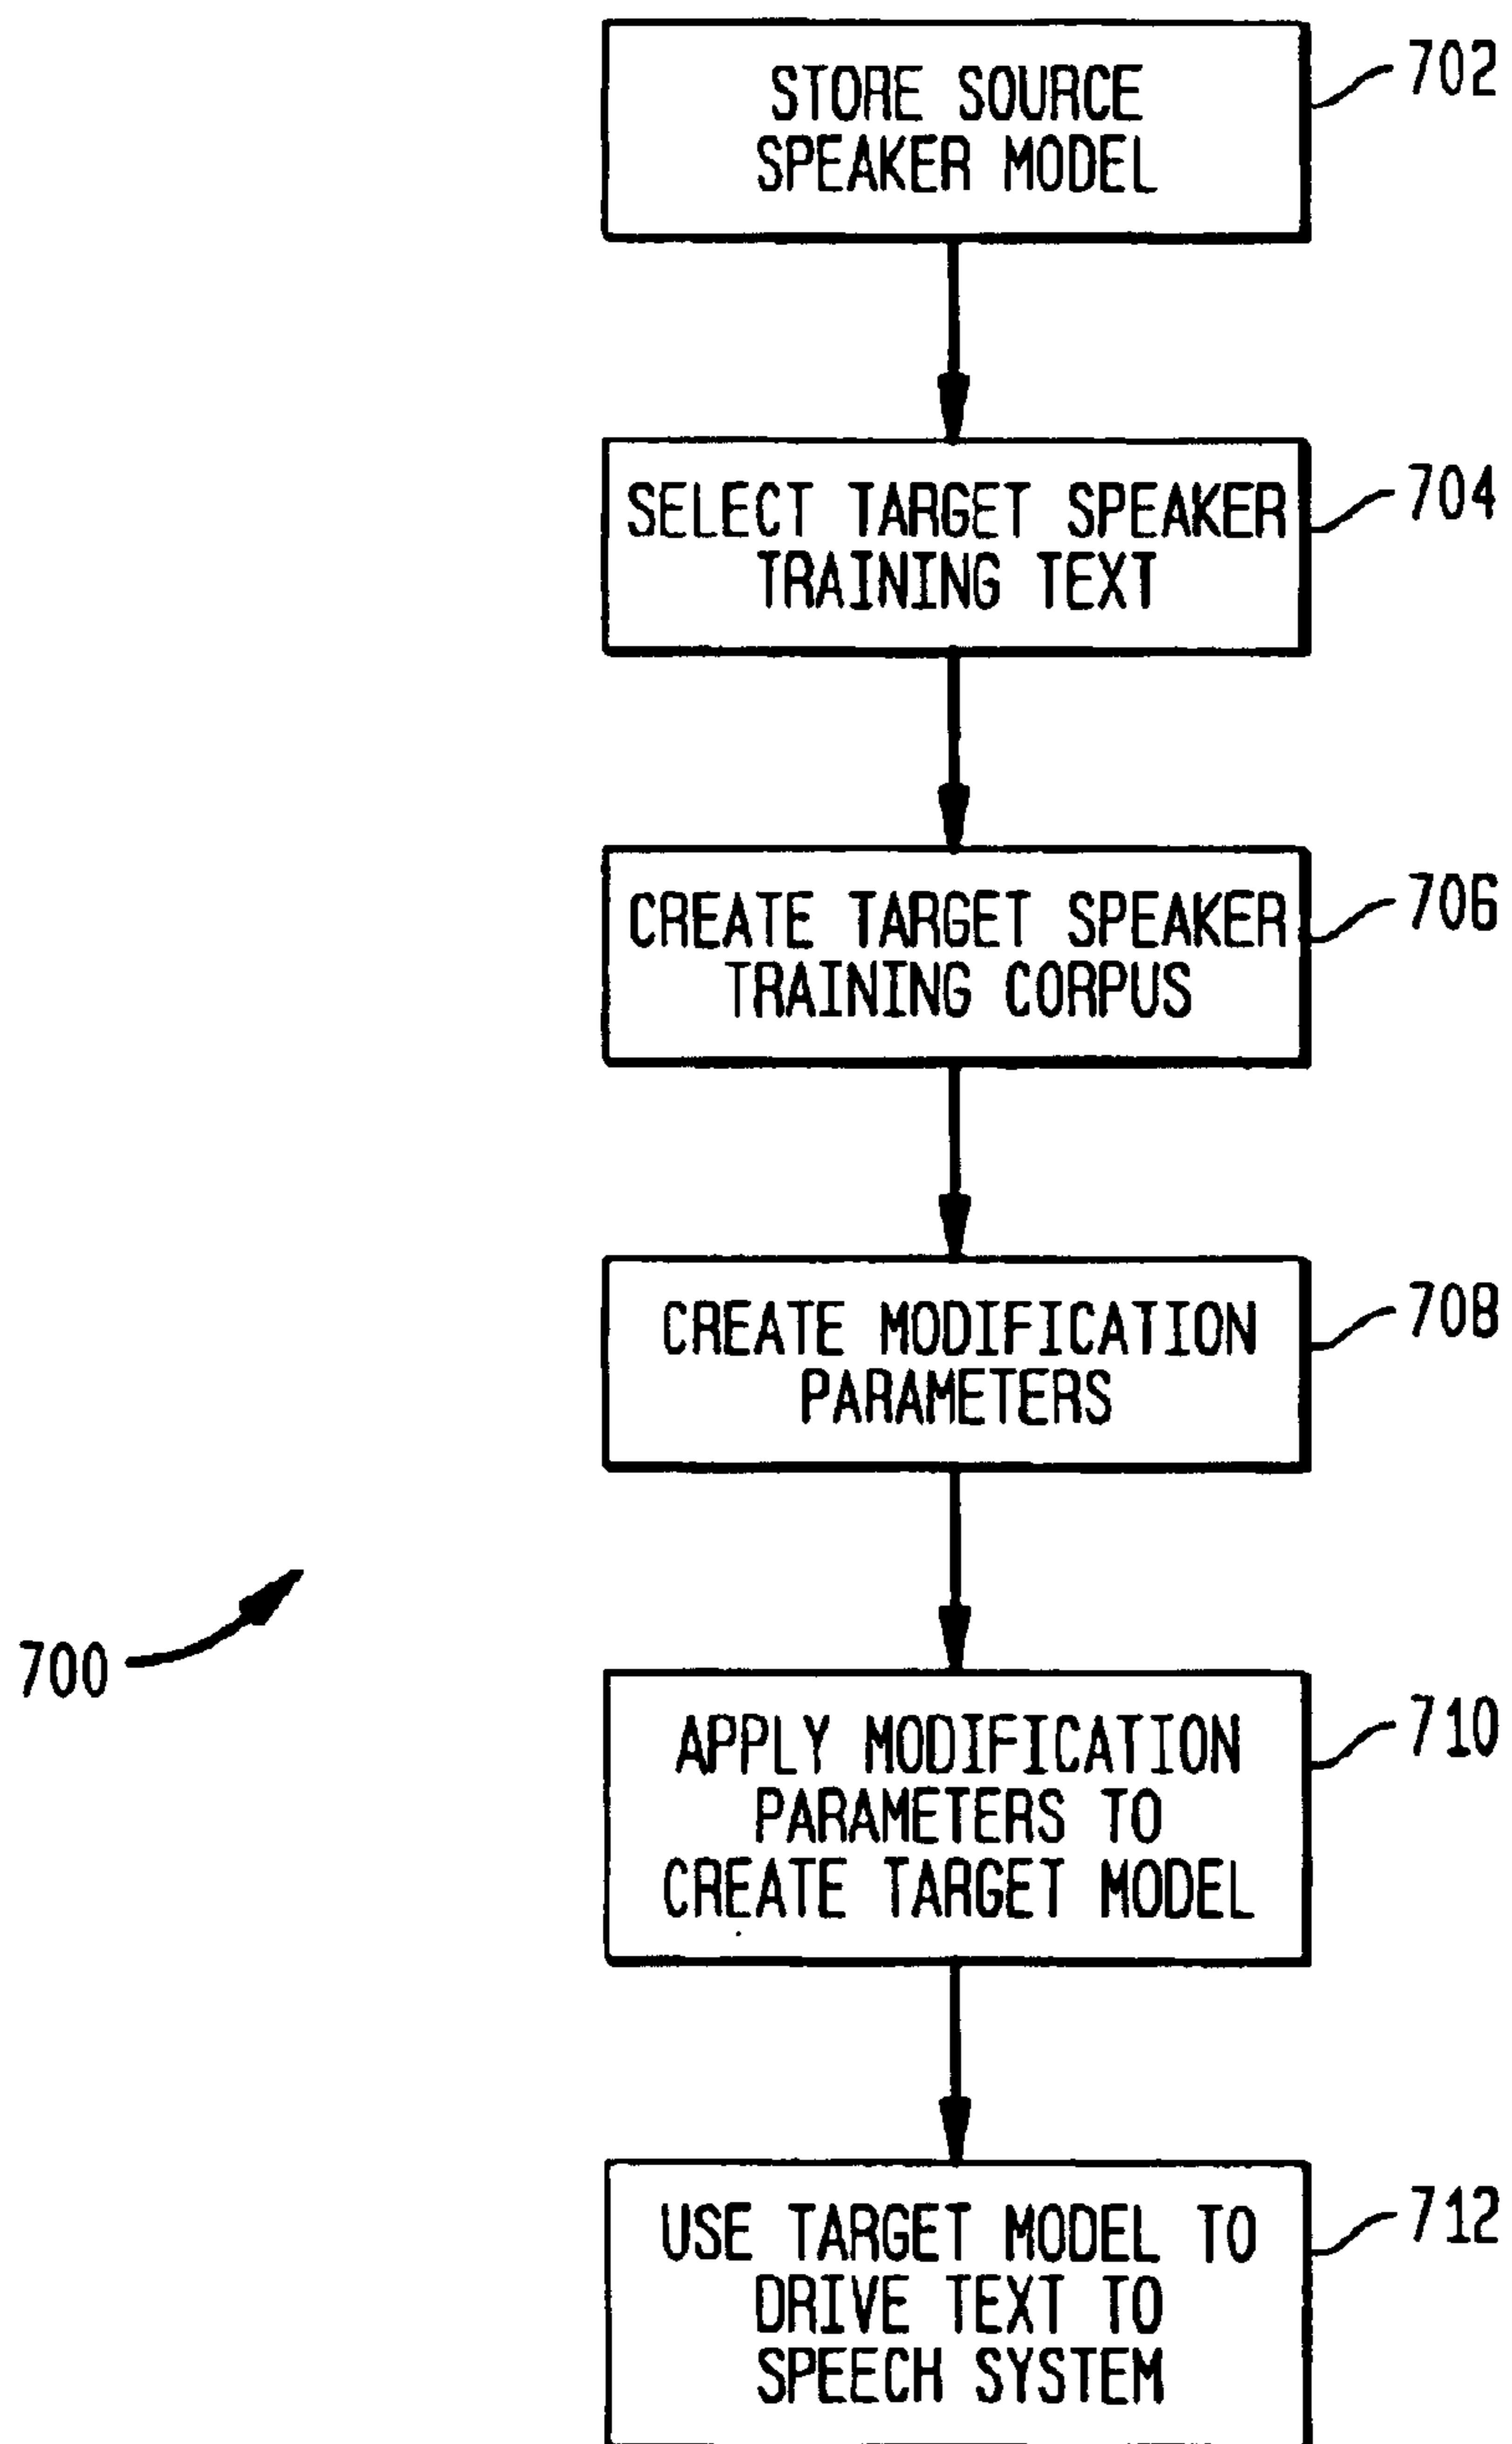 STORE SOURCE
SPEAKER MODEL
702
SELECT TARGET SPEAKER
TRAINING TEXT
704
CREATE TARGET SPEAKER
TRAINING CORPUS
706
CREATE MODIFICATION
PARAMETERS
708
700
APPLY MODIFICATION
PARAMETERS TO
CREATE TARGET MODEL
710
USE TARGET MODEL TO
DRIVE TEXT TO
SPEECH SYSTEM
712